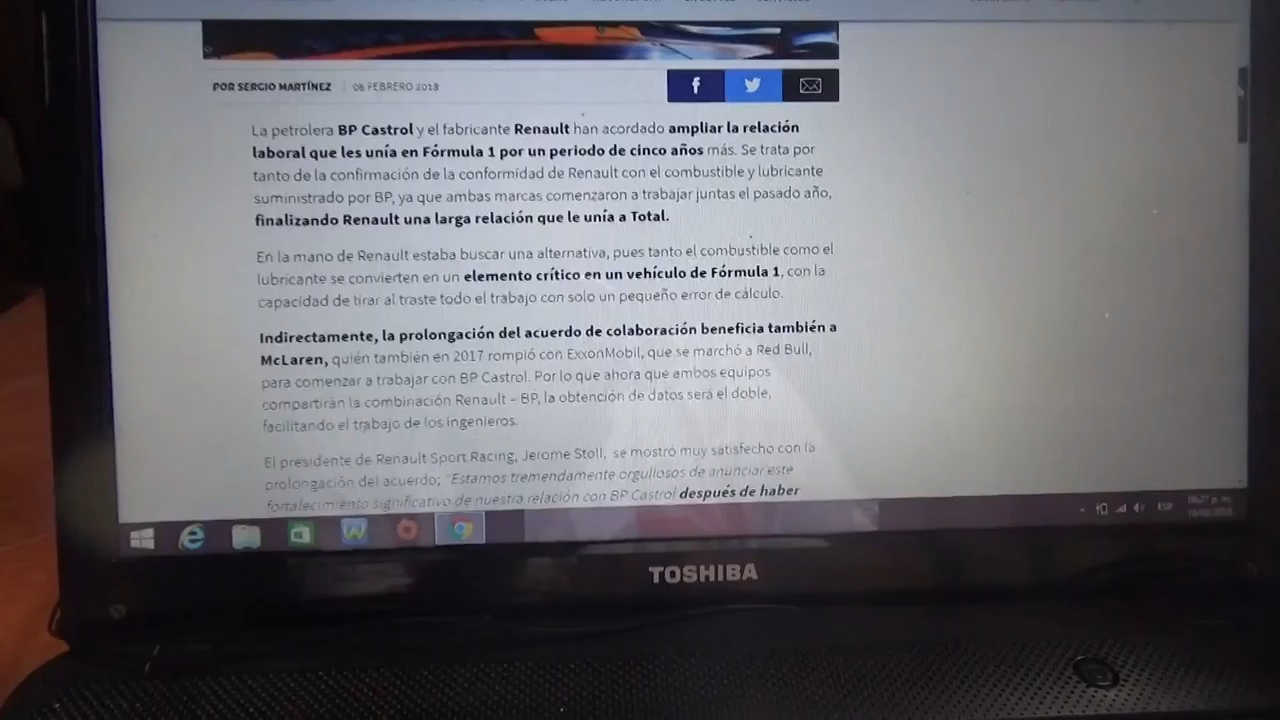 POR SERGIO MARTÍNEZ | 08 FEBRERO 2018
La petrolera BP Castrol y el fabricante Renault han acordado ampliar la relación
laboral que les unía en Fórmula 1 por un periodo de cinco años más. Se trata por
tanto de la confirmación de la conformidad de Renault con el combustible y lubricante
suministrado por BP, ya que ambas marcas comenzaron a trabajar juntas el pasado año,
finalizando Renault una larga relación que le unía a Total.
En la mano de Renault estaba buscar una alternativa, pues tanto el combustible como el
lubricante se convierten en un elemento crítico en un vehículo de Fórmula 1, con la
capacidad de tirar al traste todo el trabajo con solo un pequeño error de cálculo.
Indirectamente, la prolongación del acuerdo de colaboración beneficia también a
McLaren, quién también en 2017 rompió con ExxonMobil, que se marchó a Red Bull,
para comenzar a trabajar con BP Castrol. Por lo que ahora que ambos equipos
compartirán la combinación Renault – BP, la obtención de datos será el doble,
facilitando el trabajo de los ingenieros.
El presidente de Renault Sport Racing, Jerome Stoll, se mostró muy satisfecho con la
prolongación del acuerdo; "Estamos tremendamente orgullosos de anunciar este
fortalecimiento significativo de nuestra relación con BP Castrol después de haber
ESP
TOSHIBA